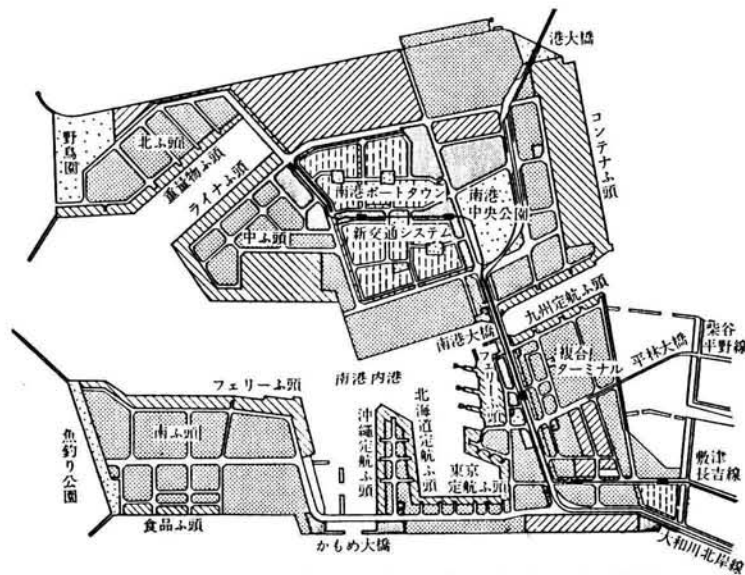 港大橋
コンテナふ頭
野鳥園
北ふ頭
重量物ふ頭
ライナふ頭
南港ポートタウン
南港
中央公園
新交通システム
中ふ頭
九州定航ふ頭
南港大橋
フェリーふ頭
複合
ターミナル
平林大橋
柴谷
平野線
南港内港
フェリーふ頭
南ふ頭
沖縄定航ふ頭
北海道定航ふ頭
東京
定航ふ頭
魚釣り公園
食品ふ頭
かもめ大橋
敷津
長吉線
大和川北岸線